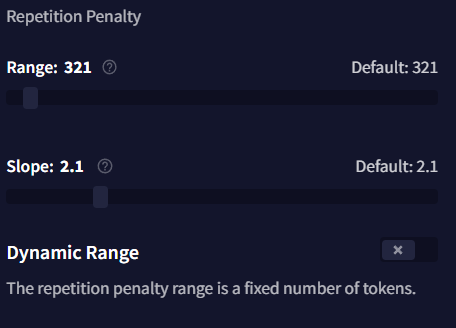 Repetition Penalty
Range: 321 Default: 321
Slope: 2.1 Default: 2.1
Dynamic Range
The repetition penalty range is a fixed number of tokens.